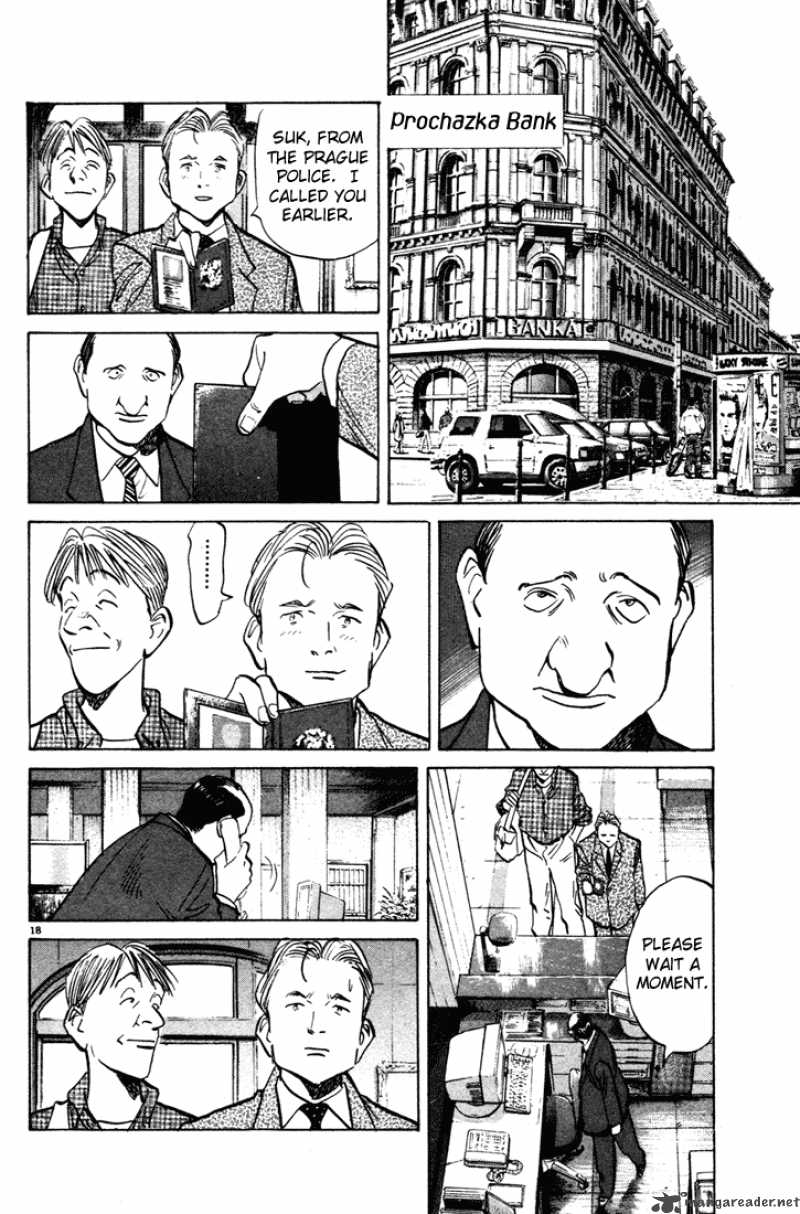 Prochazka Bank
SUK, FROM
THE PRAGUE
POLICE. I
CALLED YOU
EARLIER.
BANKA
........
PLEASE
WAIT A
MOMENT.
18
mangareader.net